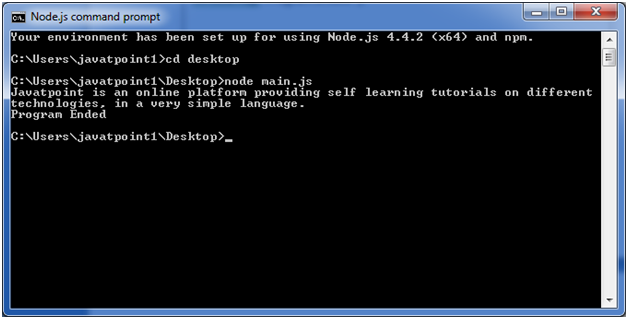 Node.js command prompt
Your environment has been set up for using Node.js 4.4.2 (x64) and npm.
C:\Users\javatpoint1>cd desktop
C:\Users\javatpoint1\Desktop>node main.js
Javatpoint is an online platform providing self learning tutorials on different
technologies, in a very simple language.
Program Ended
C:\Users\javatpoint1\Desktop>_